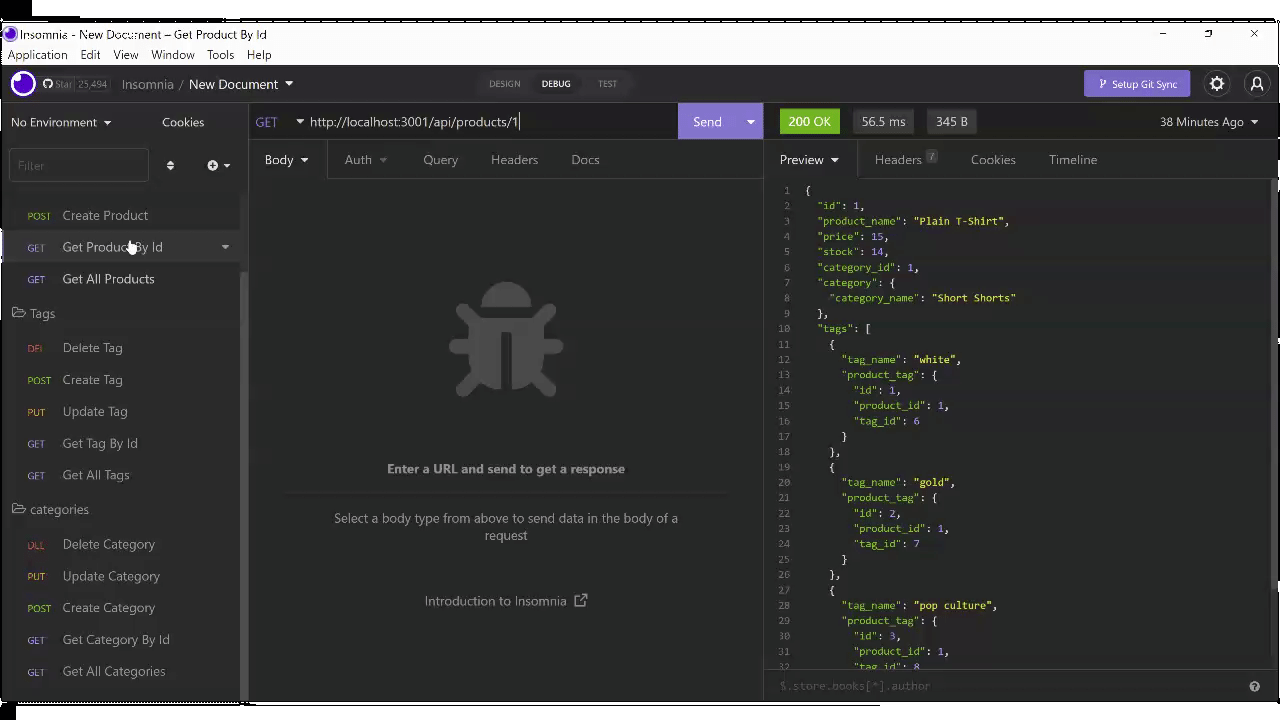 Insomnia - New Document – Get Product By Id
Application Edit View Window Tools Help
Star 25,494 Insomnia / New Document DESIGN DEBUG TEST Setup Git Sync
No Environment Cookies
GET http://localhost:3001/api/products/1 Send
200 OK 56.5 ms 345 B 38 Minutes Ago
Filter
Body Auth Query Headers Docs
Preview Headers 7 Cookies Timeline
POST Create Product
GET Get Product By Id
GET Get All Products
Tags
DEL Delete Tag
POST Create Tag
PUT Update Tag
GET Get Tag By Id
GET Get All Tags
categories
DEL Delete Category
PUT Update Category
POST Create Category
GET Get Category By Id
GET Get All Categories
Enter a URL and send to get a response
Select a body type from above to send data in the body of a
request
Introduction to Insomnia
1 {
2 "id": 1,
3 "product_name": "Plain T-Shirt",
4 "price": 15,
5 "stock": 14,
6 "category_id": 1,
7 "category": {
8 "category_name": "Short Shorts"
9 },
10 "tags": [
11 {
12 "tag_name": "white",
13 "product_tag": {
14 "id": 1,
15 "product_id": 1,
16 "tag_id": 6
17 }
18 },
19 {
20 "tag_name": "gold",
21 "product_tag": {
22 "id": 2,
23 "product_id": 1,
24 "tag_id": 7
25 }
26 },
27 {
28 "tag_name": "pop culture",
29 "product_tag": {
30 "id": 3,
31 "product_id": 1,
32 "tag_id": 8
$.store.books[*].author